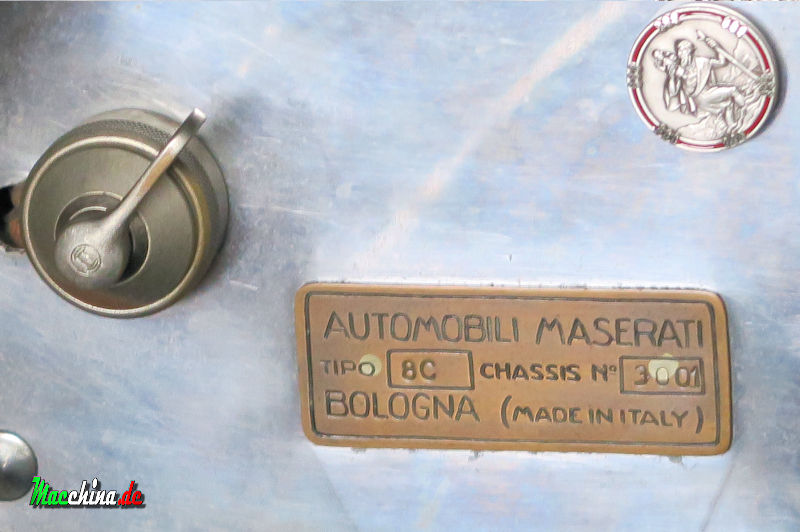 AUTOMOBILI MASERATI
TIPO 8C CHASSIS Nº 3001
BOLOGNA (MADE IN ITALY)
Macchina.de